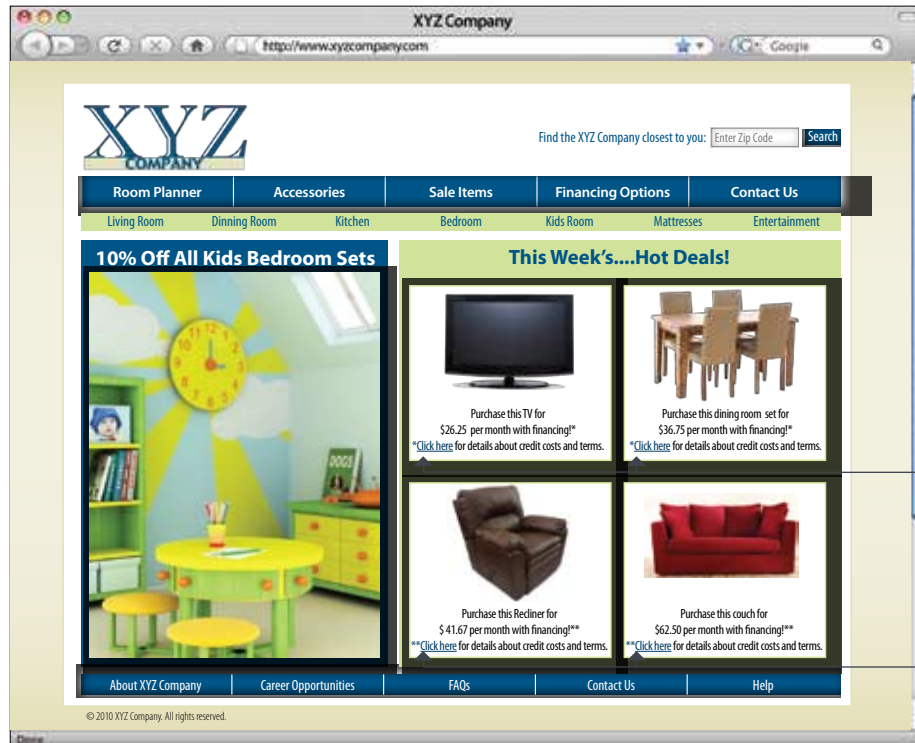 XYZ Company
http://www.xyzcompany.com
Google
XYZ
COMPANY
Find the XYZ Company closest to you: Enter Zip Code Search
Room Planner Accessories Sale Items Financing Options Contact Us
Living Room Dinning Room Kitchen Bedroom Kids Room Mattresses Entertainment
10% Off All Kids Bedroom Sets
This Week's....Hot Deals!
12
DOGS
Purchase this TV for
$26.25 per month with financing!*
*Click here for details about credit costs and terms.
Purchase this dining room set for
$36.75 per month with financing!*
*Click here for details about credit costs and terms.
Purchase this Recliner for
$ 41.67 per month with financing!**
**Click here for details about credit costs and terms.
Purchase this couch for
$62.50 per month with financing!**
**Click here for details about credit costs and terms.
About XYZ Company Career Opportunities FAQs Contact Us Help
© 2010 XYZ Company. All rights reserved.
Done